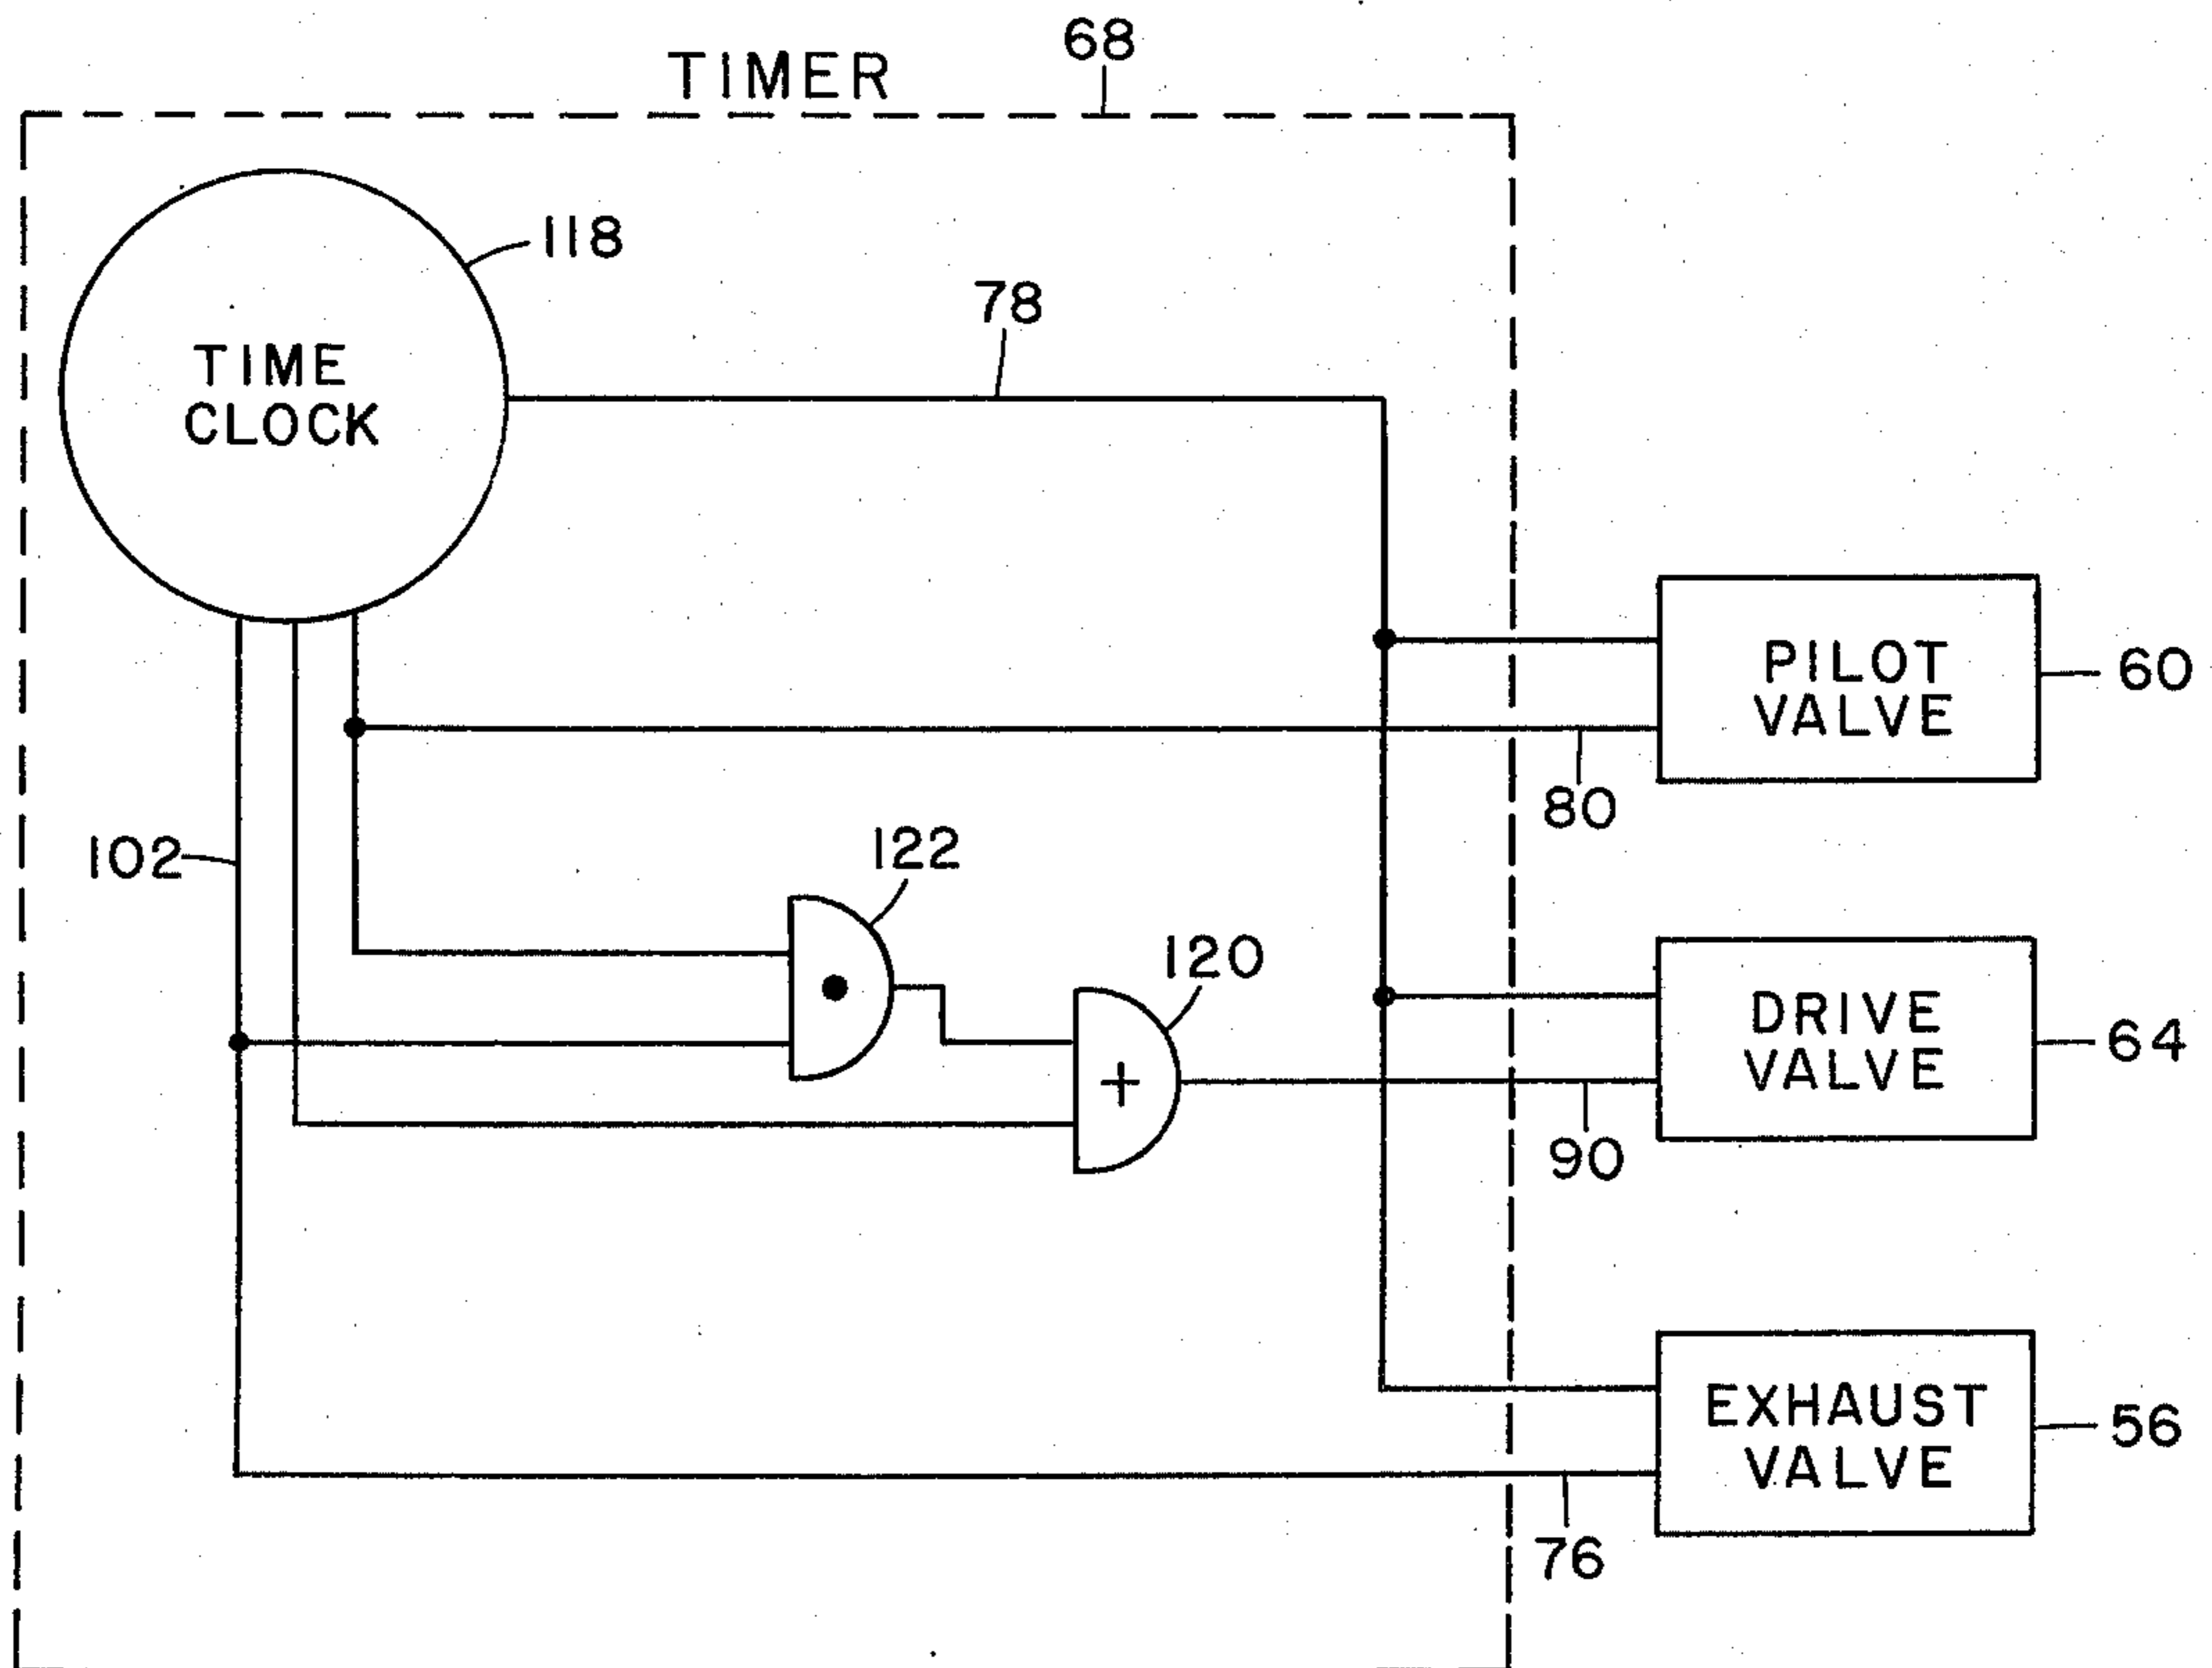 68
TIMER
118
78
TIME
CLOCK
PILOT
VALVE
60
80
102
122
120
DRIVE
VALVE
64
90
EXHAUST
VALVE
56
76